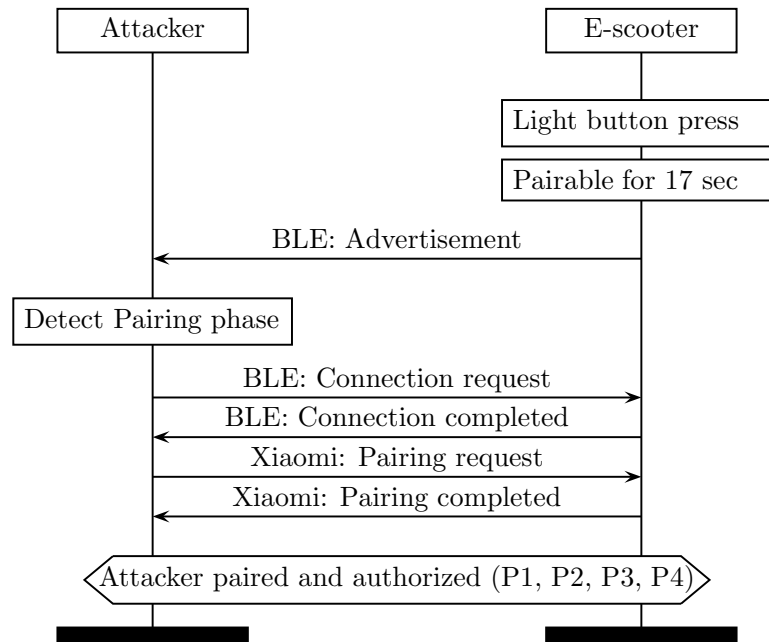 Attacker
E-scooter
Light button press
Pairable for 17 sec
BLE: Advertisement
Detect Pairing phase
BLE: Connection request
BLE: Connection completed
Xiaomi: Pairing request
Xiaomi: Pairing completed
Attacker paired and authorized (P1, P2, P3, P4)